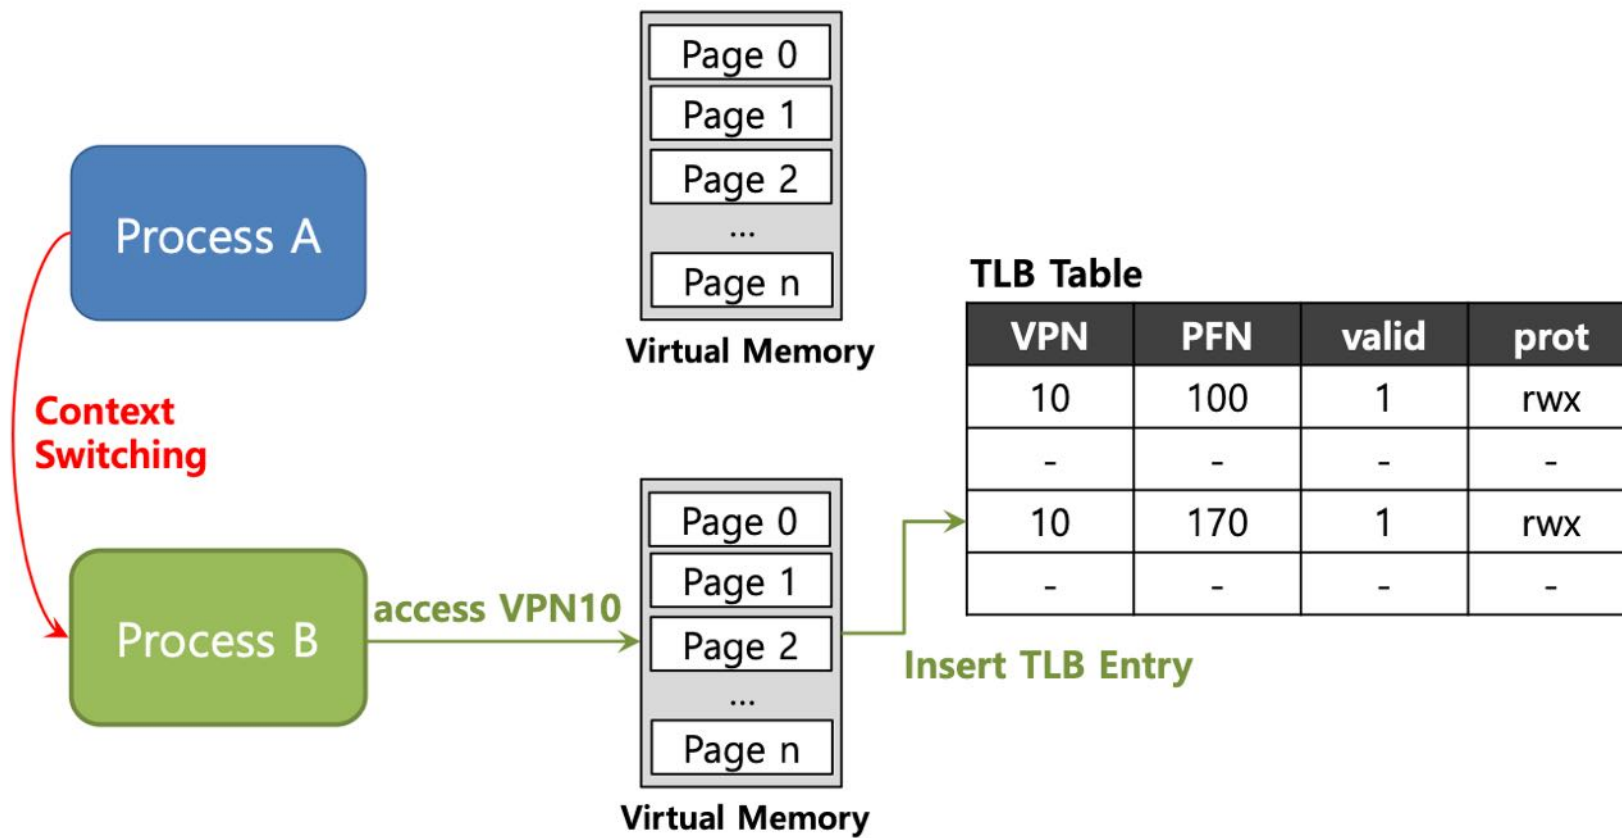 Page 0
Page 1
Page 2
...
Page n
Virtual Memory
Process A
Context
Switching
Process B
access VPN10
Page 0
Page 1
Page 2
...
Page n
Virtual Memory
Insert TLB Entry
TLB Table
VPN PFN valid prot
10 100 1 rwx
- - - -
10 170 1 rwx
- - - -